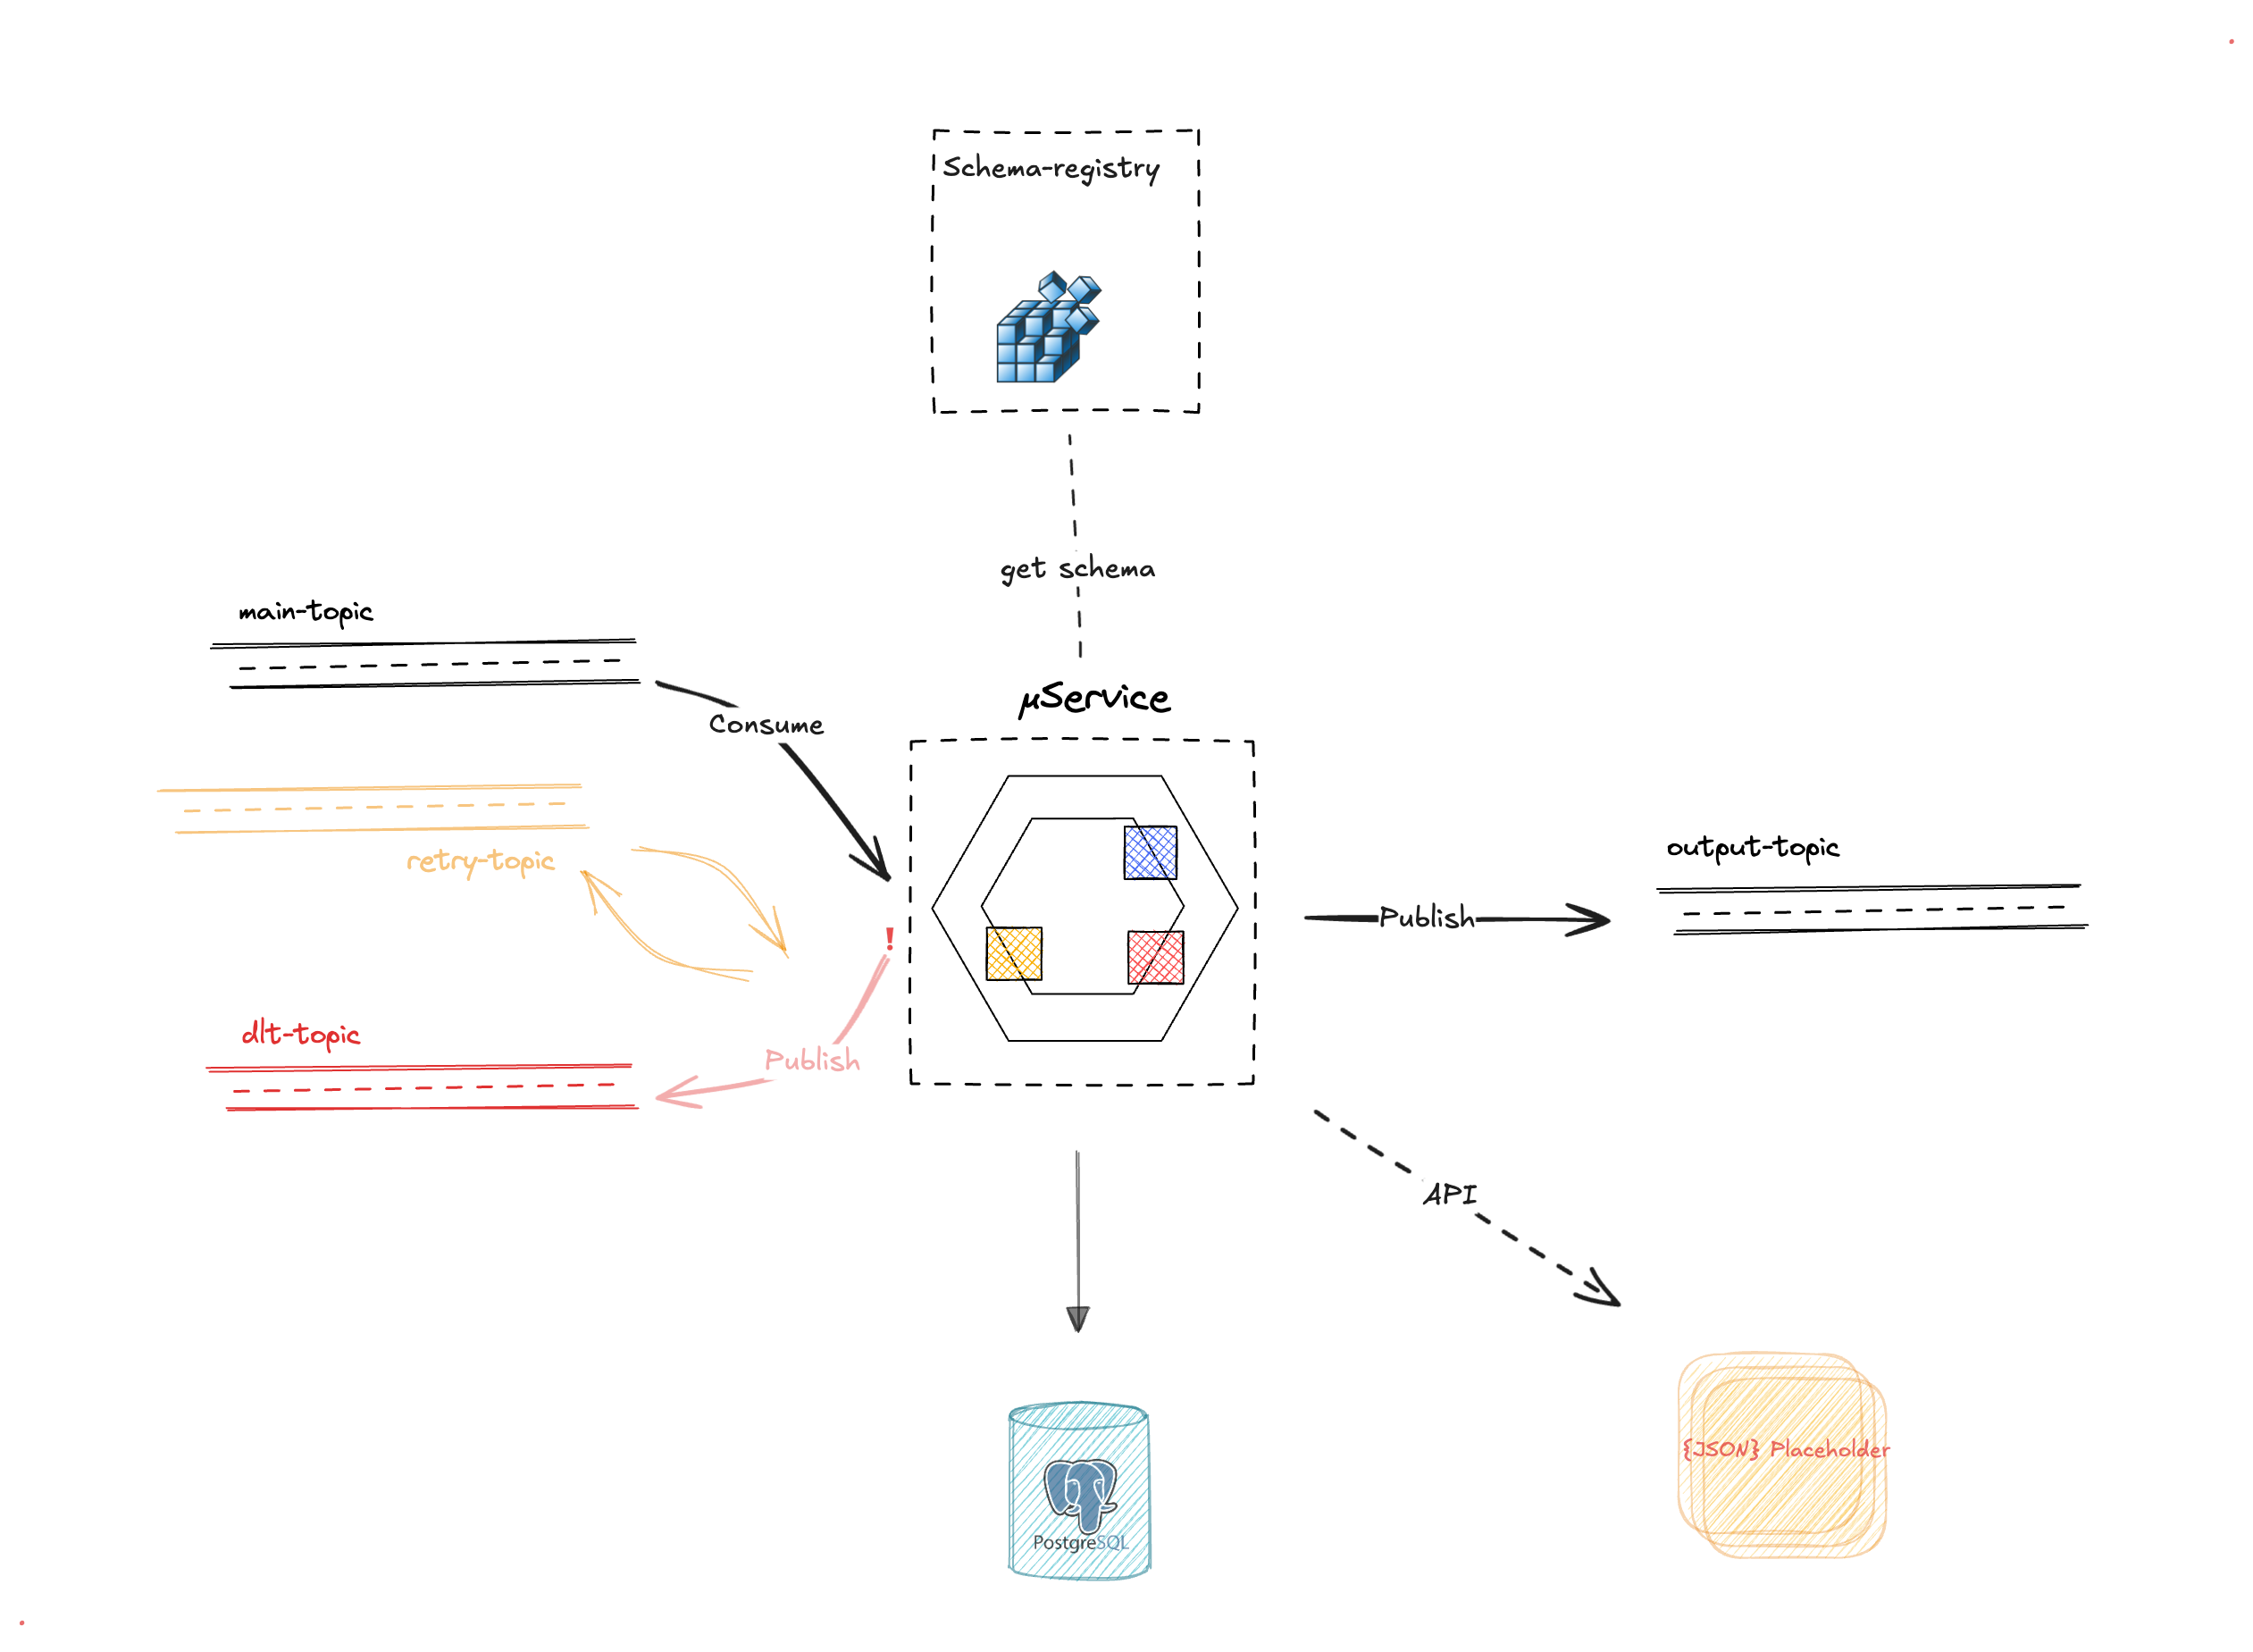 Schema-registry
get schema
main-topic
µService
Consume
retry-topic
output-topic
Publish
!
dlt-topic
Publish
API
{JSON} Placeholder
PostgreSQL